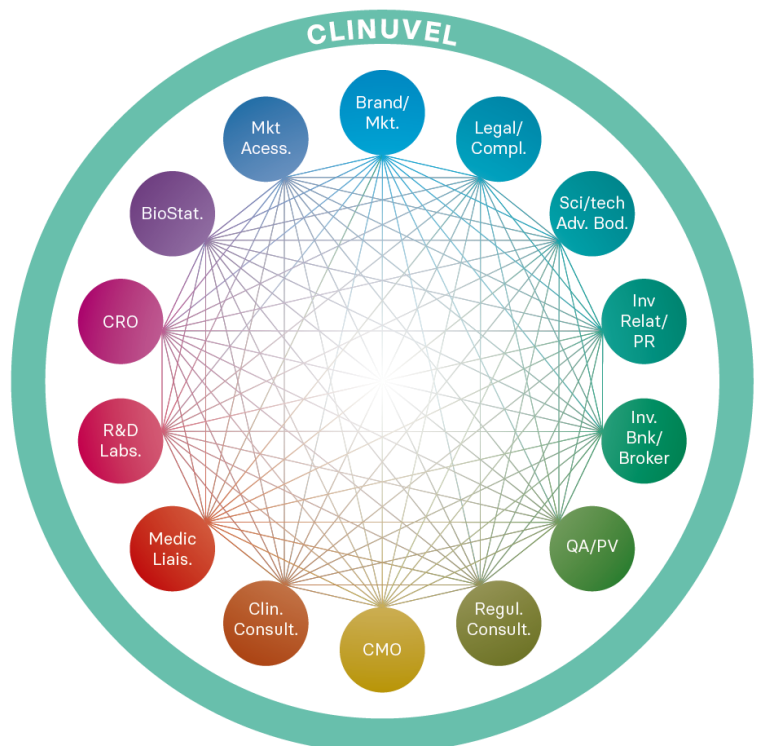 CLINUVEL
Brand/
Mkt.
Legal/
Compl.
Sci/tech
Adv. Bod.
Inv
Relat/
PR
Inv.
Bnk/
Broker
QA/PV
Regul.
Consult.
CMO
Clin.
Consult.
Medic
Liais.
R&D
Labs.
CRO
BioStat.
Mkt
Acess.